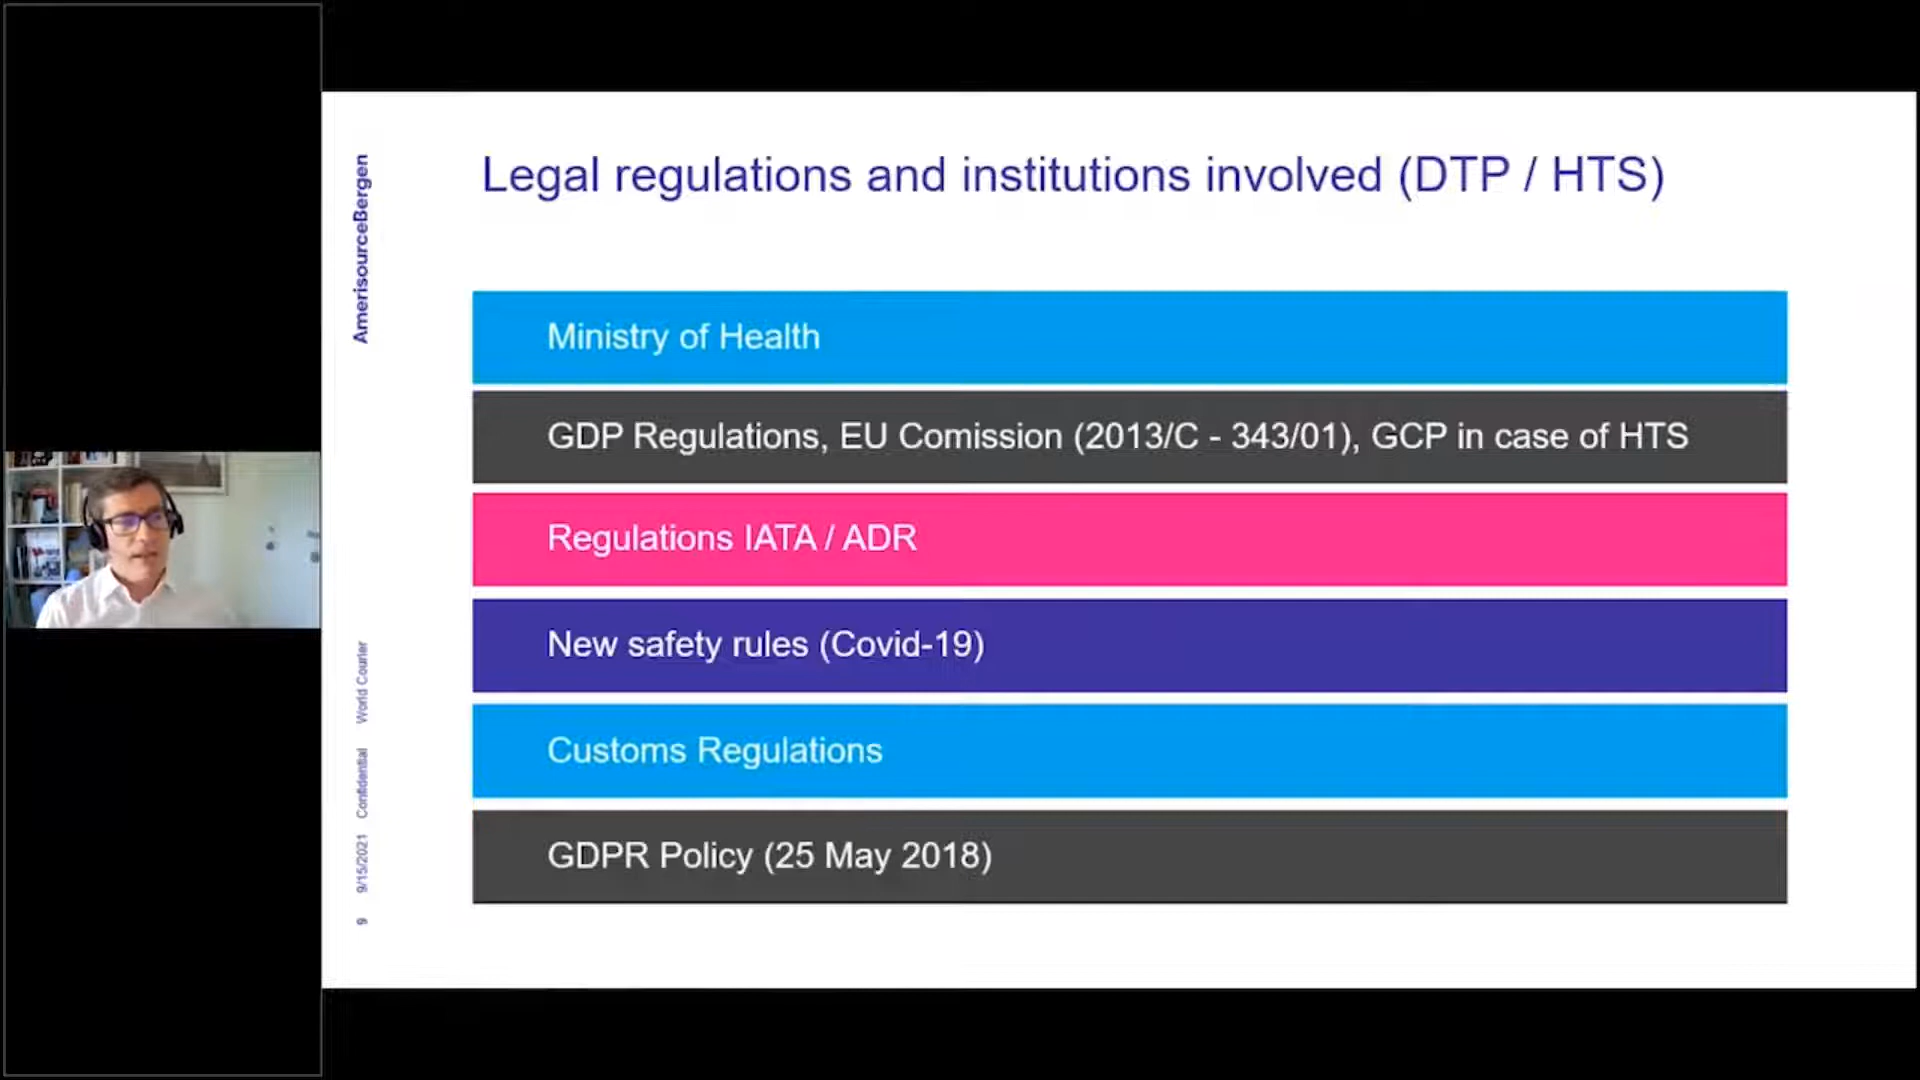 AmerisourceBergen
Legal regulations and institutions involved (DTP / HTS)
Ministry of Health
GDP Regulations, EU Comission (2013/C - 343/01), GCP in case of HTS
Regulations IATA / ADR
New safety rules (Covid-19)
Customs Regulations
GDPR Policy (25 May 2018)
9 9/15/2021 Confidential World Courier